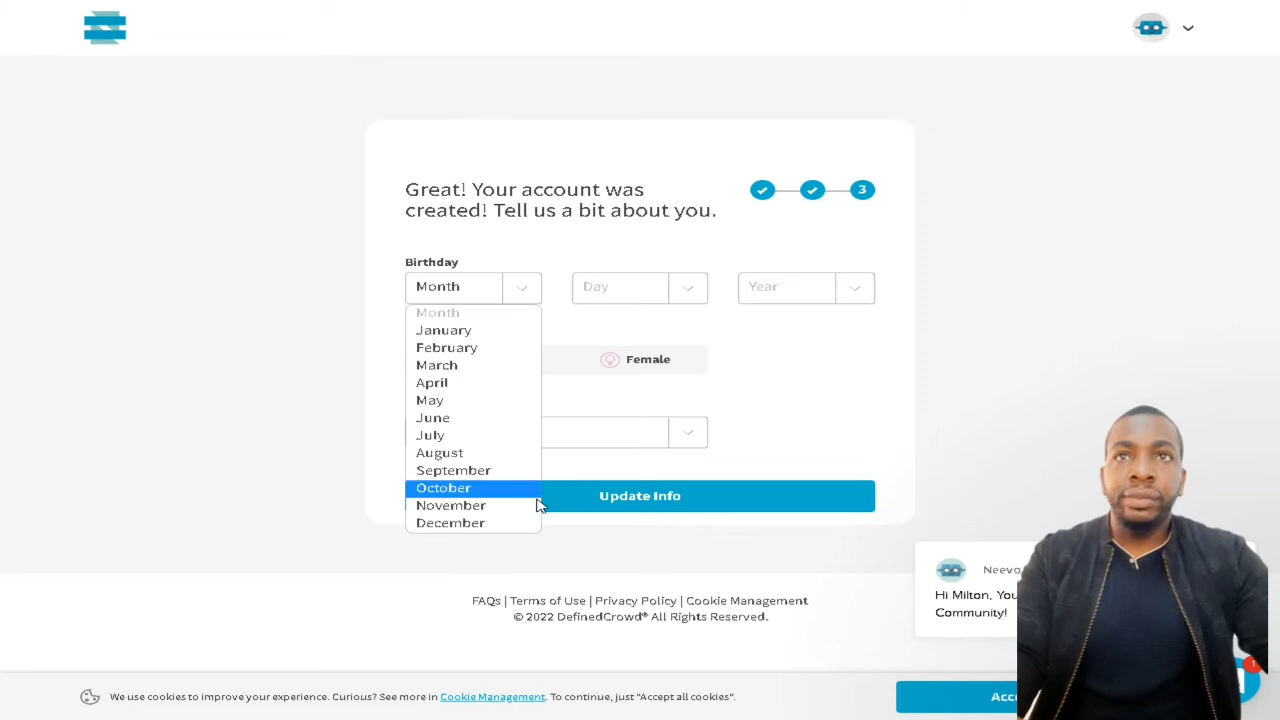 Great! Your account was
created! Tell us a bit about you.
3
Birthday
Month
Day
Year
Month
January
February
March
April
May
June
July
August
September
October
November
December
Female
Update Info
Neevo
Hi Milton, You
Community!
1
FAQs | Terms of Use | Privacy Policy | Cookie Management
© 2022 DefinedCrowd® All Rights Reserved.
We use cookies to improve your experience. Curious? See more in Cookie Management. To continue, just "Accept all cookies".